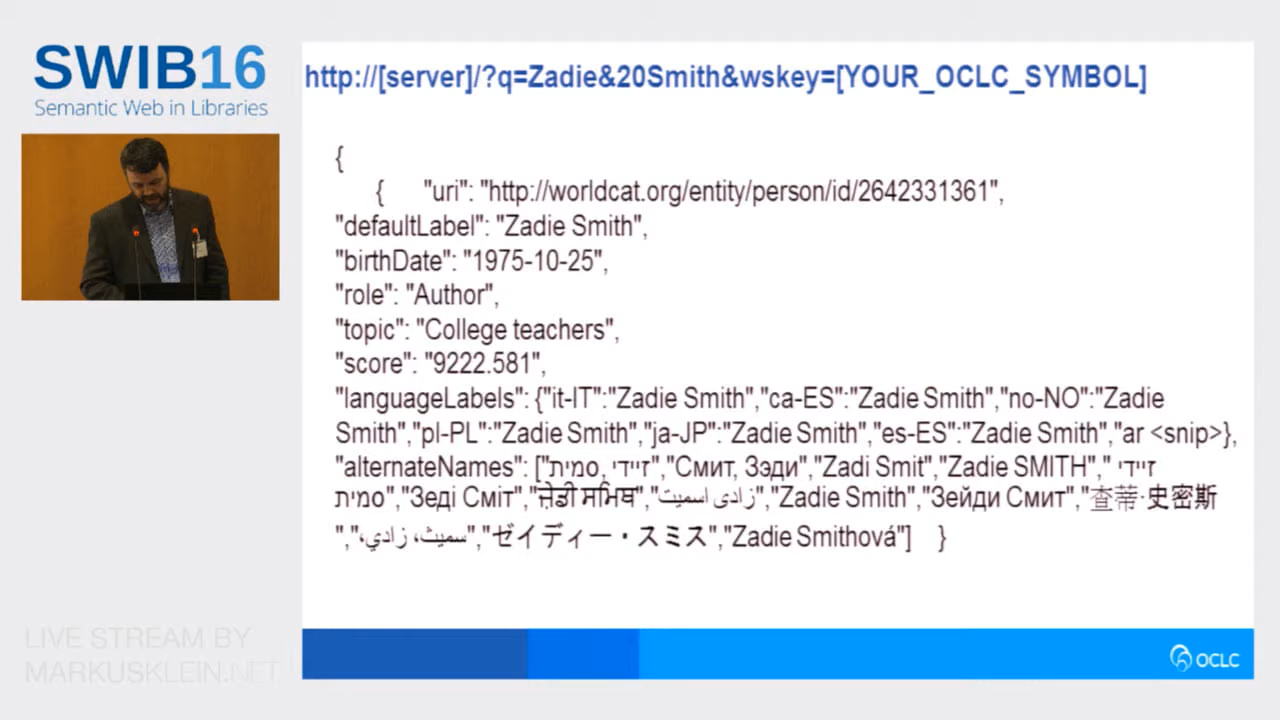 SWIB16
Semantic Web in Libraries
http://[server]/?q=Zadie&20Smith&wskey=[YOUR_OCLC_SYMBOL]
{
{ "uri": "http://worldcat.org/entity/person/id/2642331361",
"defaultLabel": "Zadie Smith",
"birthDate": "1975-10-25",
"role": "Author",
"topic": "College teachers",
"score": "9222.581",
"languageLabels": {"it-IT":"Zadie Smith","ca-ES":"Zadie Smith","no-NO":"Zadie
Smith","pl-PL":"Zadie Smith","ja-JP":"Zadie Smith","es-ES":"Zadie Smith","ar <snip>},
"alternateNames": ["סמית, זיידי","Смит, Зэди","Zadi Smit","Zadie SMITH"," זיידי
סמית","Зеді Сміт","ਜ਼ੇਡੀ ਸਮਿਥ","زادی اسمیت","Zadie Smith","Зейди Смит","查蒂·史密斯
","سميث، زادي،","ゼイディー・スミス","Zadie Smithová"] }
LIVE STREAM BY
MARKUSKLEIN.NET
OCLC